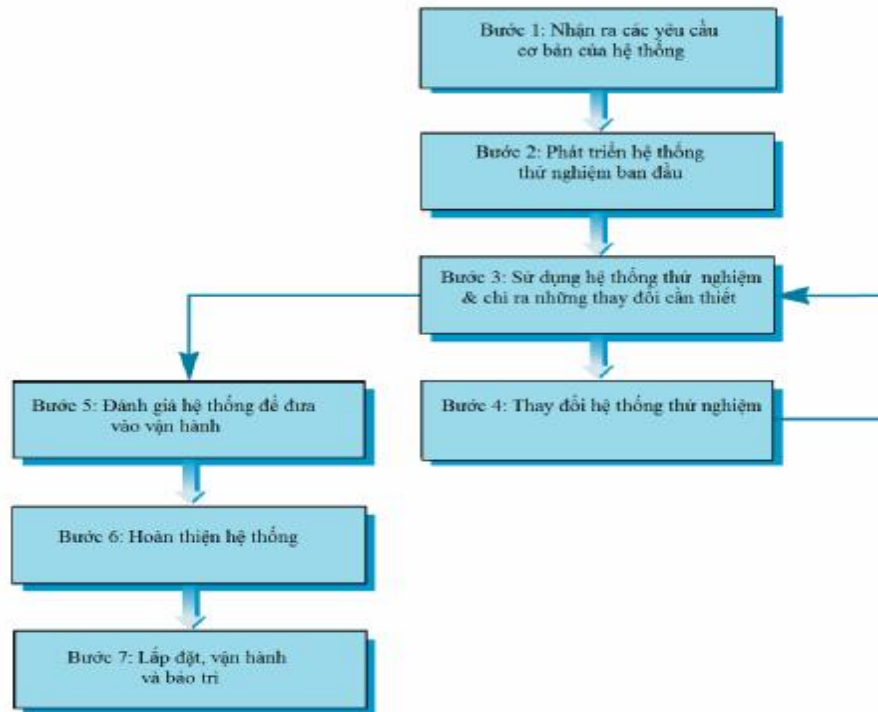 Bước 1: Nhận ra các yêu cầu
cơ bản của hệ thống
Bước 2: Phát triển hệ thống
thử nghiệm ban đầu
Bước 3: Sử dụng hệ thống thử nghiệm
& chỉ ra những thay đổi cần thiết
Bước 4: Thay đổi hệ thống thử nghiệm
Bước 5: Đánh giá hệ thống để đưa
vào vận hành
Bước 6: Hoàn thiện hệ thống
Bước 7: Lắp đặt, vận hành
và bảo trì